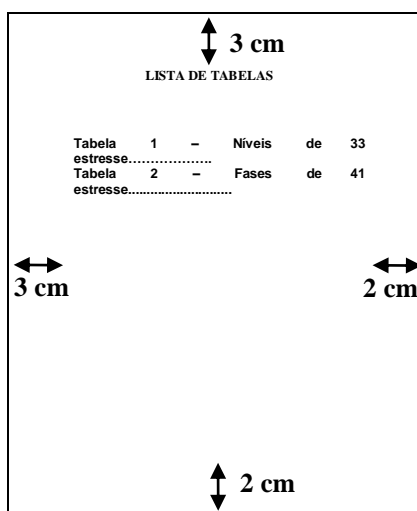 3 cm
LISTA DE TABELAS
Tabela 1 – Níveis de 33
estresse...................
Tabela 2 – Fases de 41
estresse............................
3 cm 2 cm
2 cm